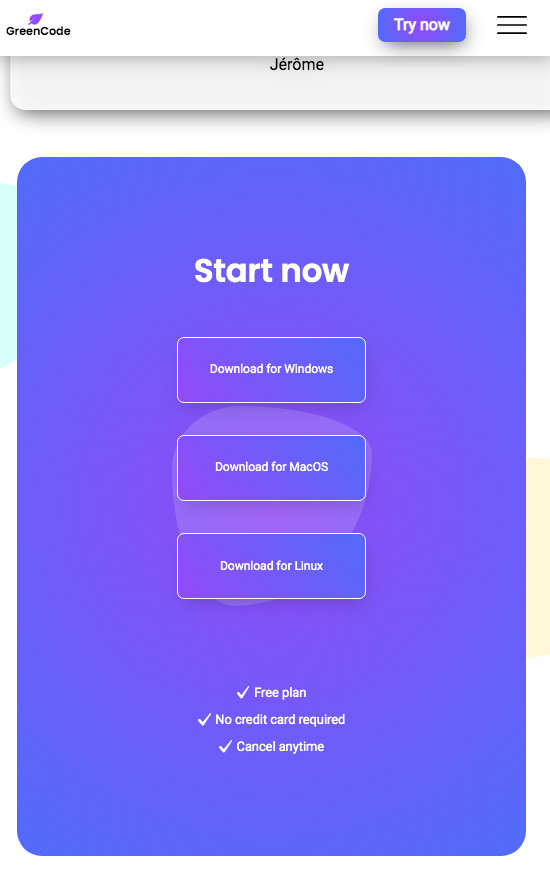 GreenCode
Try now
Jérôme
Start now
Download for Windows
Download for MacOS
Download for Linux
Free plan
No credit card required
Cancel anytime